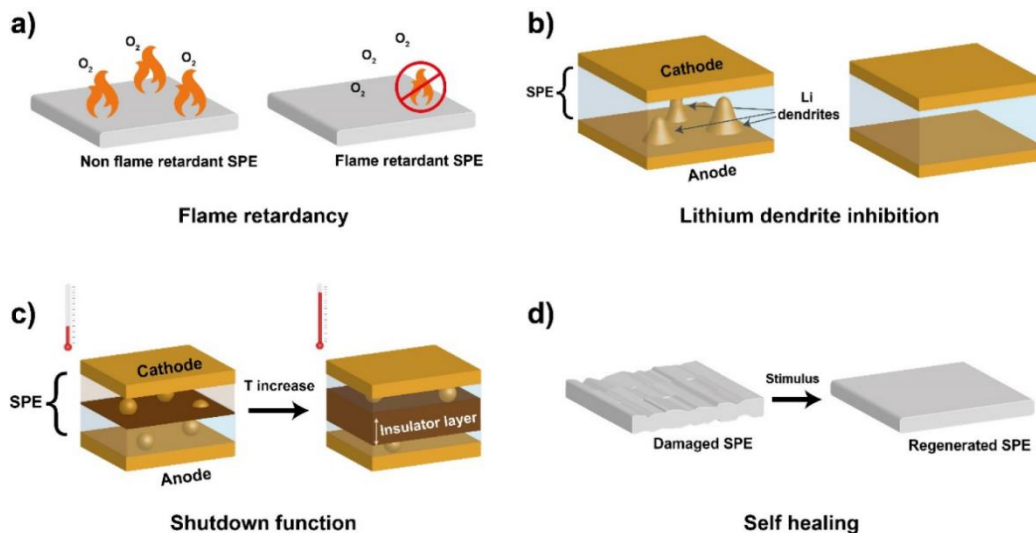 a)
O2
O2
O2
Non flame retardant SPE
O2
O2
O2
Flame retardant SPE
Flame retardancy
b)
SPE
Cathode
Li
dendrites
Anode
Lithium dendrite inhibition
c)
SPE
Cathode
Anode
T increase
Insulator layer
Shutdown function
d)
Damaged SPE
Stimulus
Regenerated SPE
Self healing